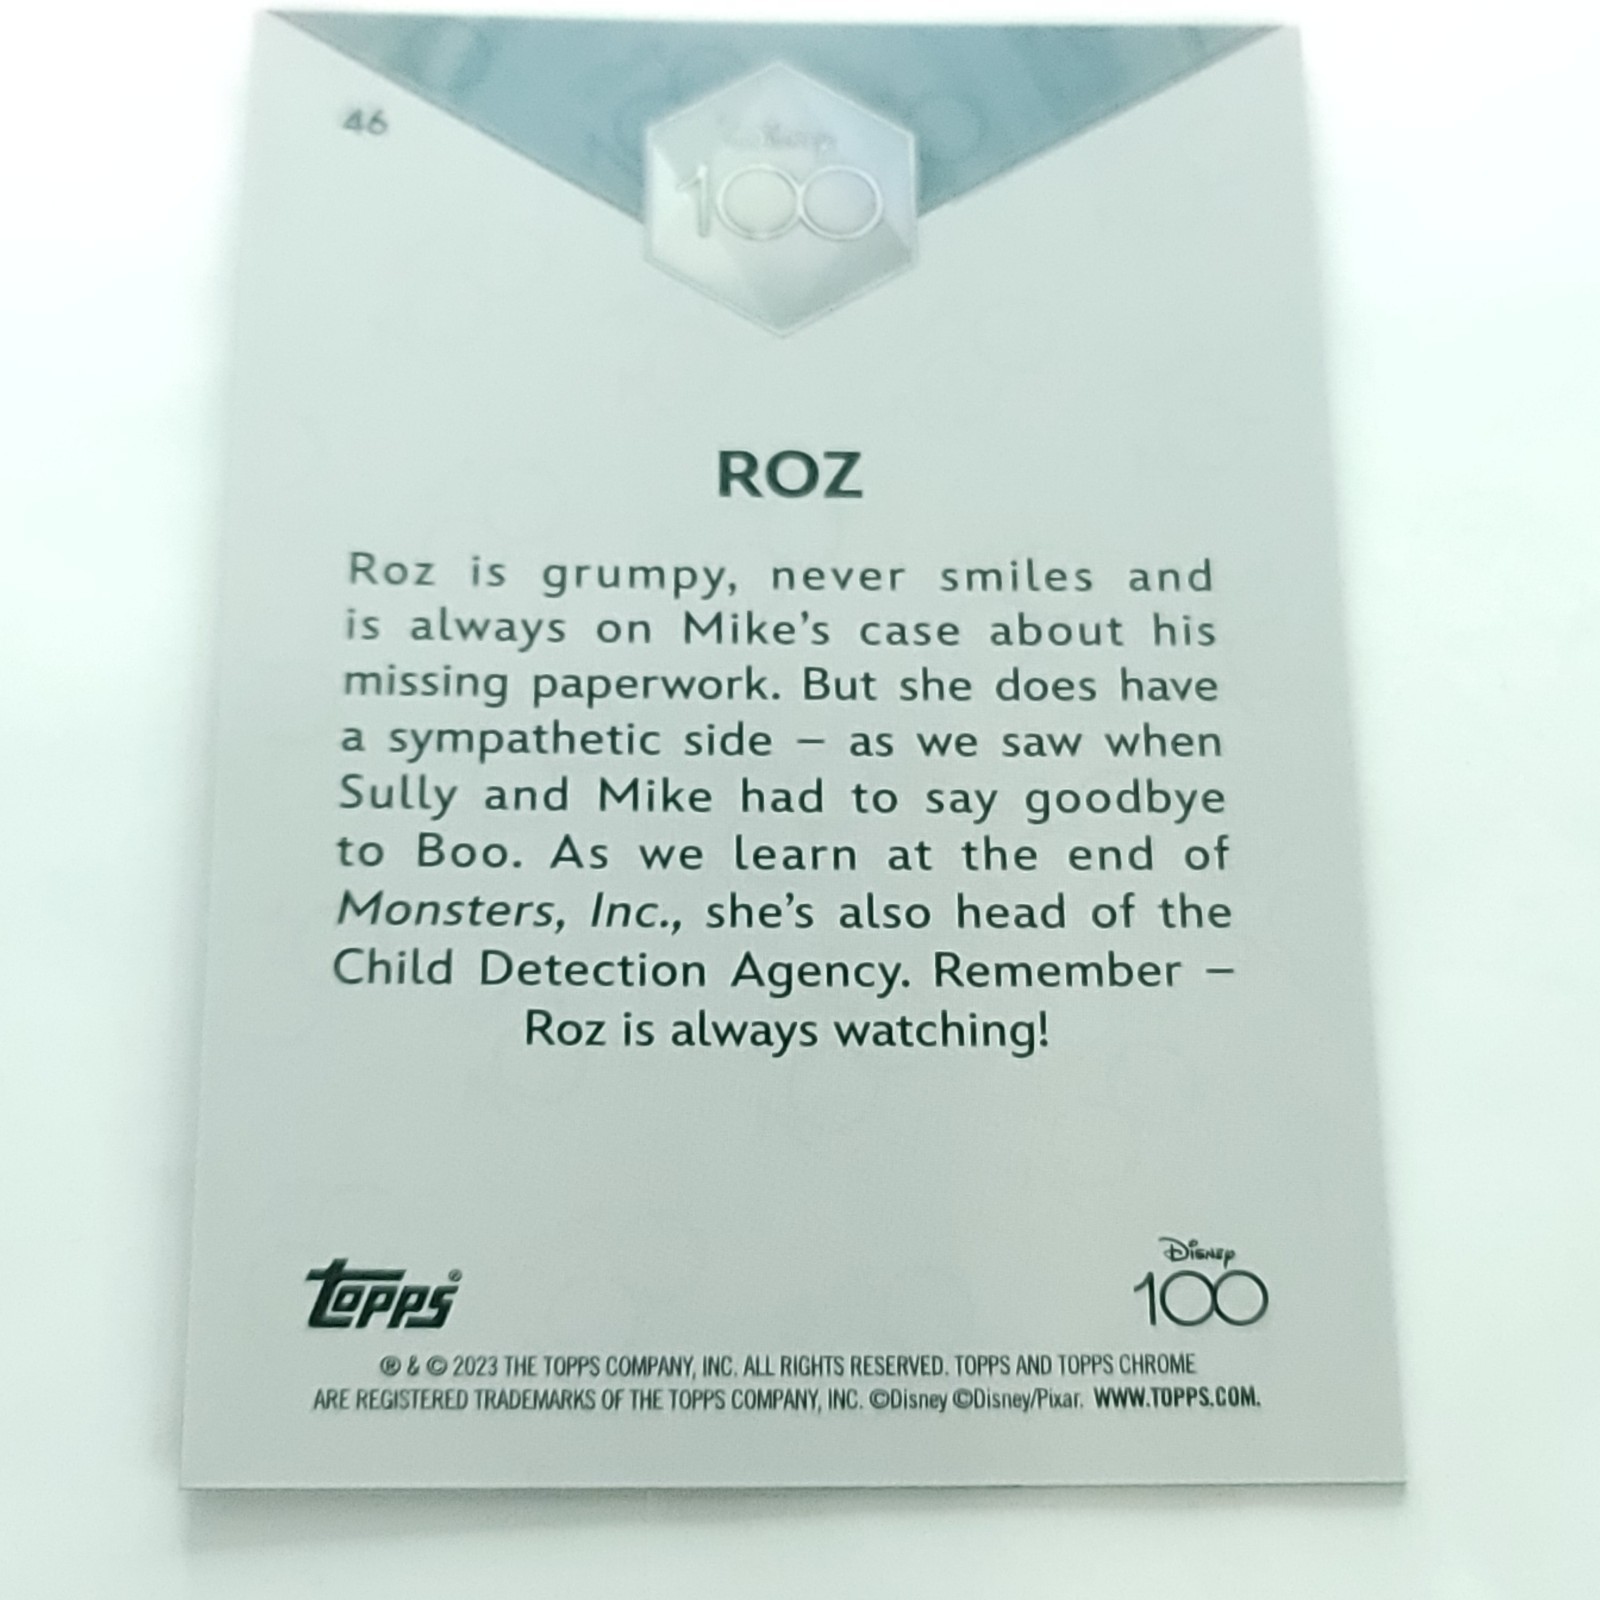 46
Disney
100
ROZ
Roz is grumpy, never smiles and
is always on Mike's case about his
missing paperwork. But she does have
a sympathetic side – as we saw when
Sully and Mike had to say goodbye
to Boo. As we learn at the end of
Monsters, Inc., she's also head of the
Child Detection Agency. Remember –
Roz is always watching!
topps®
Disney
100
® & © 2023 THE TOPPS COMPANY, INC. ALL RIGHTS RESERVED. TOPPS AND TOPPS CHROME
ARE REGISTERED TRADEMARKS OF THE TOPPS COMPANY, INC. ©Disney ©Disney/Pixar. WWW.TOPPS.COM.